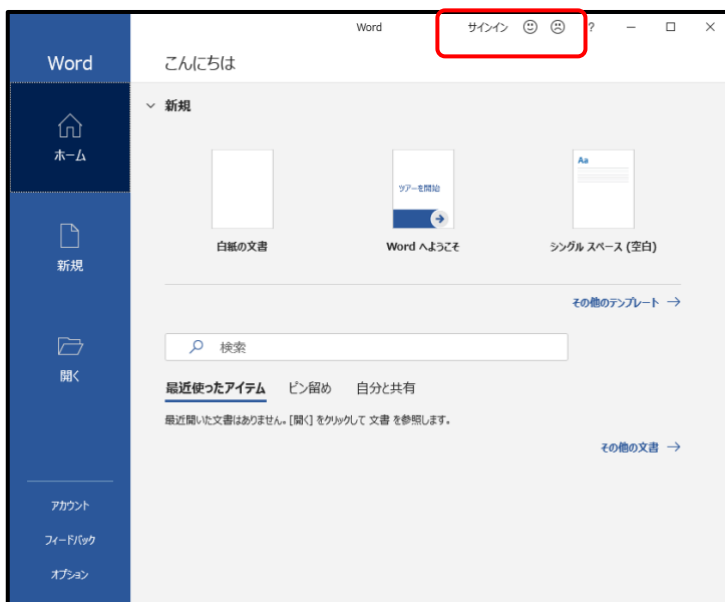 Word
サインイン
?
Word
こんにちは
ホーム
新規
開く
アカウント
フィードバック
オプション
新規
白紙の文書
ツアーを開始
Word へようこそ
Aa
シングル スペース (空白)
その他のテンプレート →
検索
最近使ったアイテム ピン留め 自分と共有
最近開いた文書はありません。[開く] をクリックして 文書 を参照します。
その他の文書 →